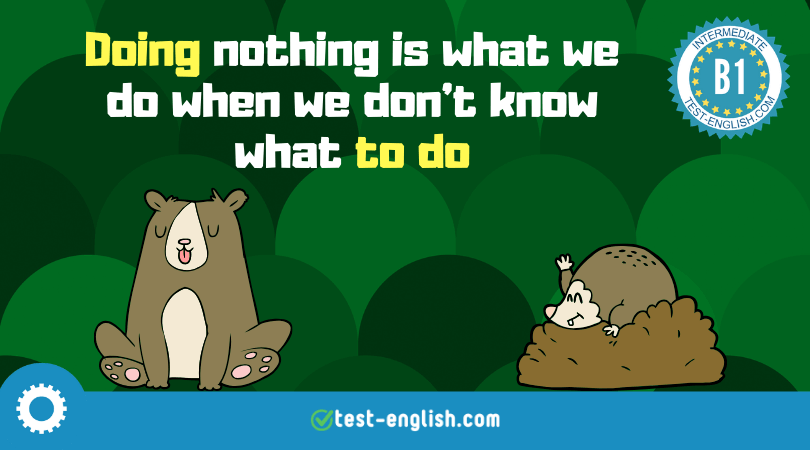 Doing nothing is what we
do when we don't know
what to do
INTERMEDIATE
B1
TEST-ENGLISH.COM
test-english.com